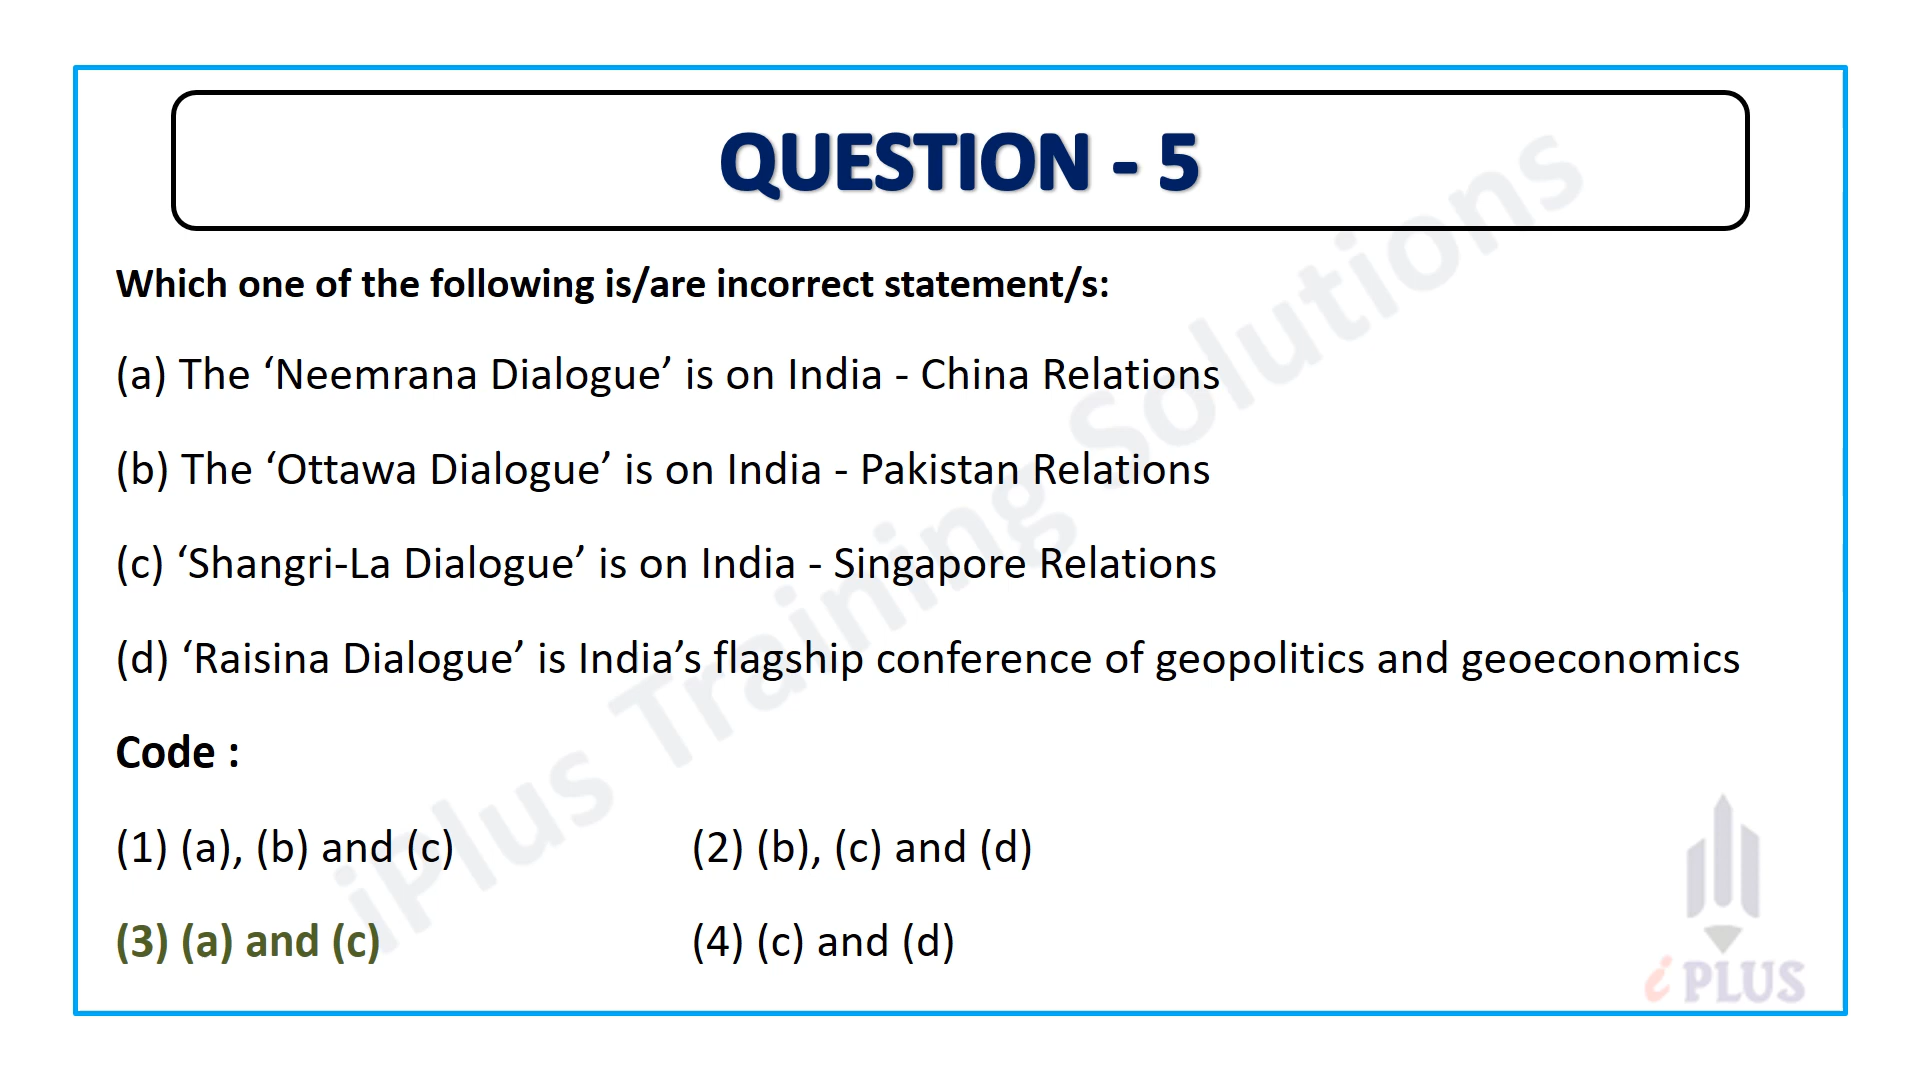 QUESTION - 5
Which one of the following is/are incorrect statement/s:
(a) The ‘Neemrana Dialogue’ is on India - China Relations
(b) The ‘Ottawa Dialogue’ is on India - Pakistan Relations
(c) ‘Shangri-La Dialogue’ is on India - Singapore Relations
(d) ‘Raisina Dialogue’ is India’s flagship conference of geopolitics and geoeconomics
Code :
(1) (a), (b) and (c) (2) (b), (c) and (d)
(3) (a) and (c) (4) (c) and (d)
iPlus Training Solutions
i PLUS